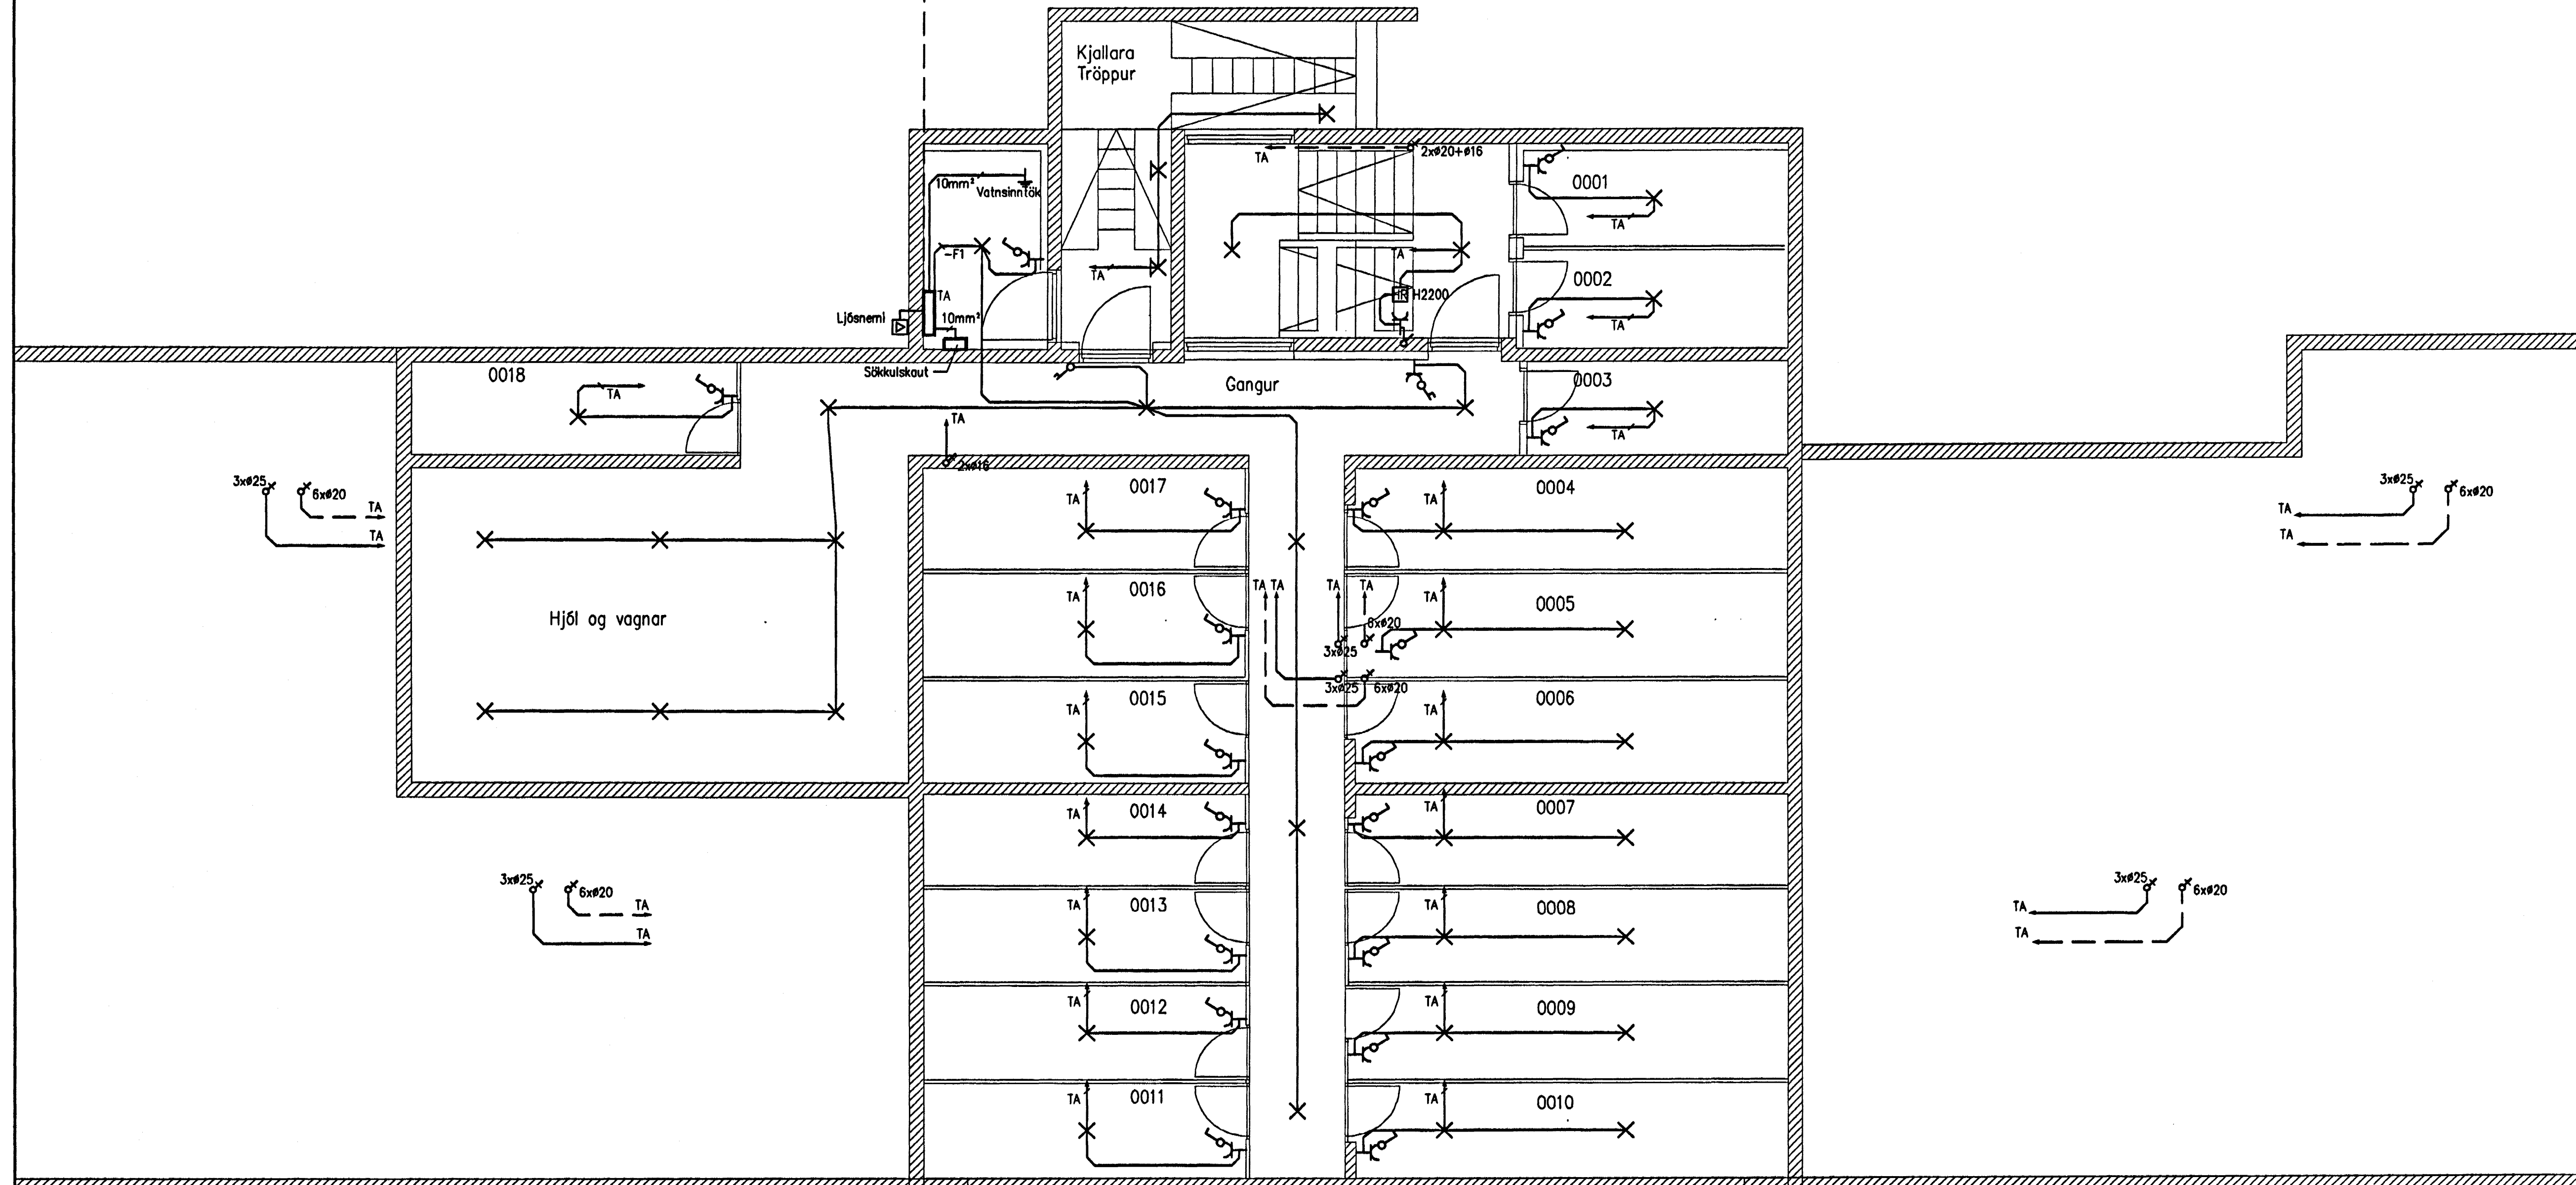 Kjallara
Tröppur
TA
2xø20+ø16
10mm²
Vatnsinntök
0001
TA
-F1
TA
TA
0002
TA
HR
H2200
TA
Ljósnemi
10mm²
Sökkulskaut
0018
TA
Gangur
0003
TA
TA
2xø16
3xø25
6xø20
TA
TA
0017
TA
0004
TA
3xø25
6xø20
TA
TA
0016
TA
TA
TA
TA
TA
0005
TA
6xø20
3xø25
3xø25
6xø20
Hjól og vagnar
0015
TA
0006
TA
0014
TA
0007
TA
3xø25
6xø20
TA
TA
0013
TA
0008
TA
3xø25
6xø20
TA
TA
0012
TA
0009
TA
0011
TA
0010
TA